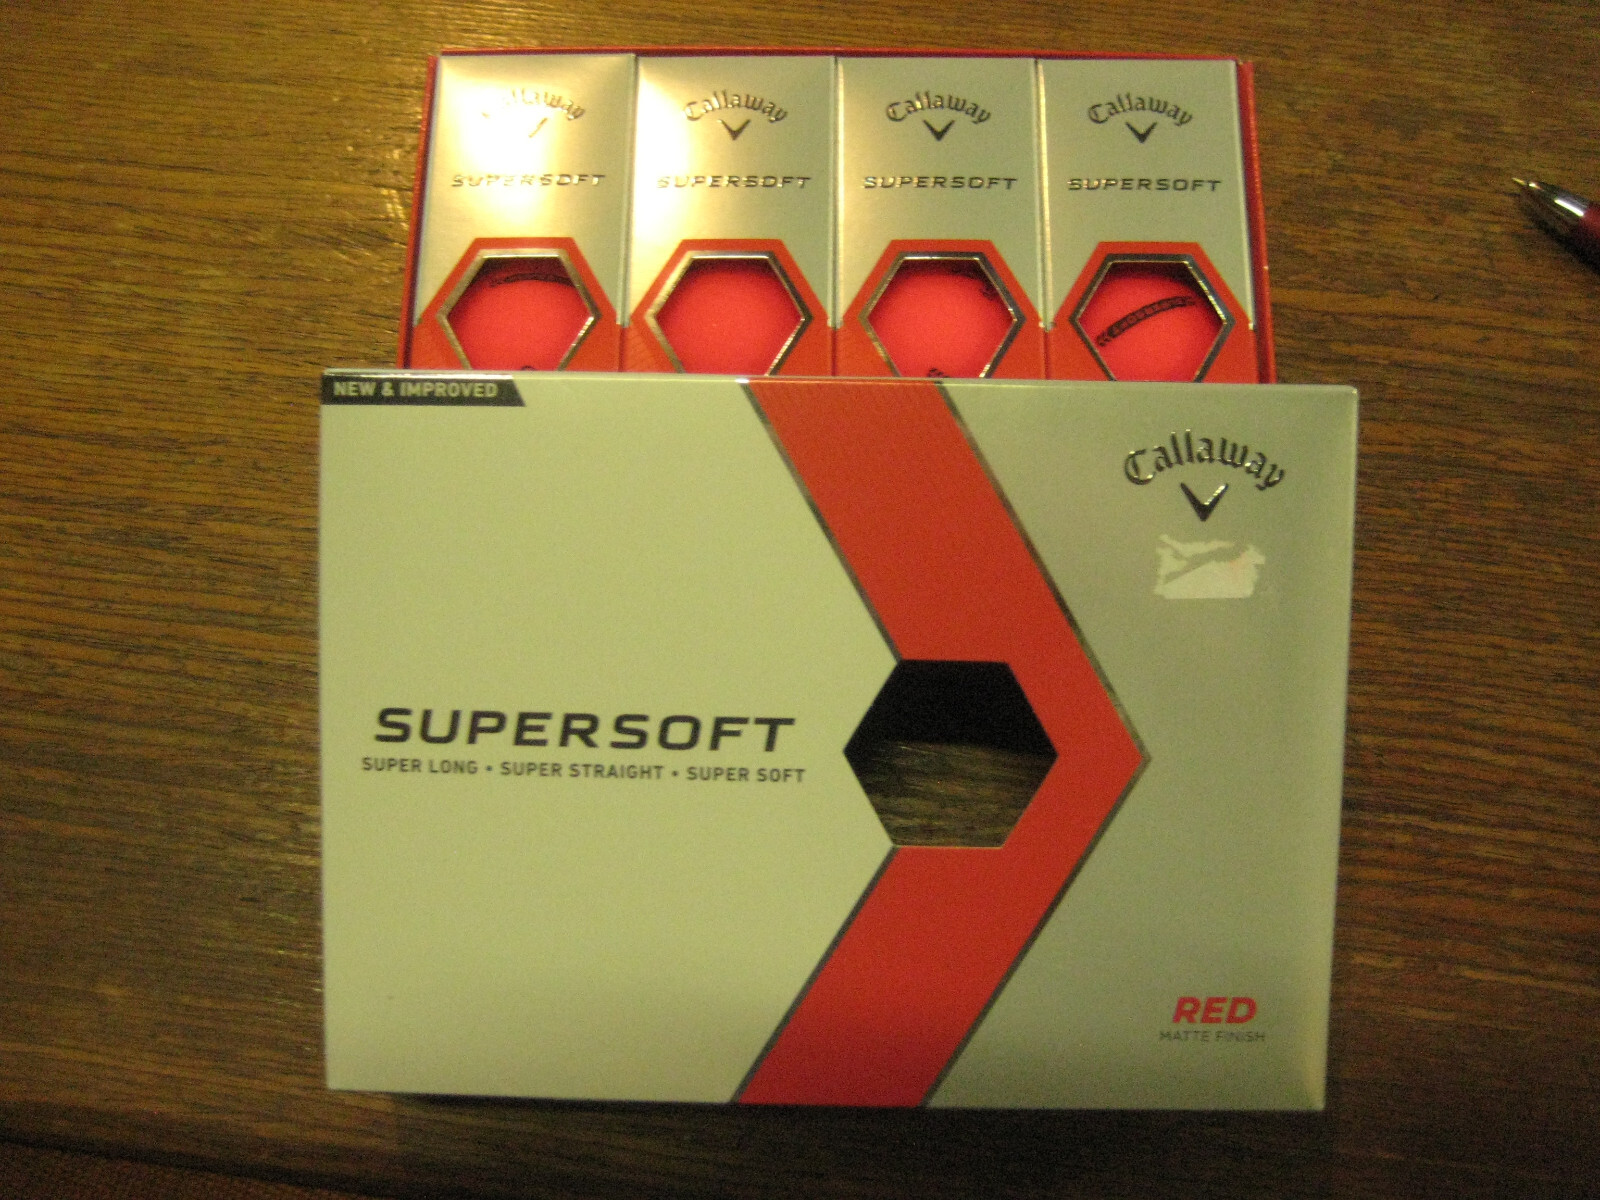 Callaway
SUPERSOFT
Callaway
SUPERSOFT
Callaway
SUPERSOFT
Callaway
SUPERSOFT
NEW & IMPROVED
Callaway
SUPERSOFT
SUPER LONG • SUPER STRAIGHT • SUPER SOFT
RED
MATTE FINISH